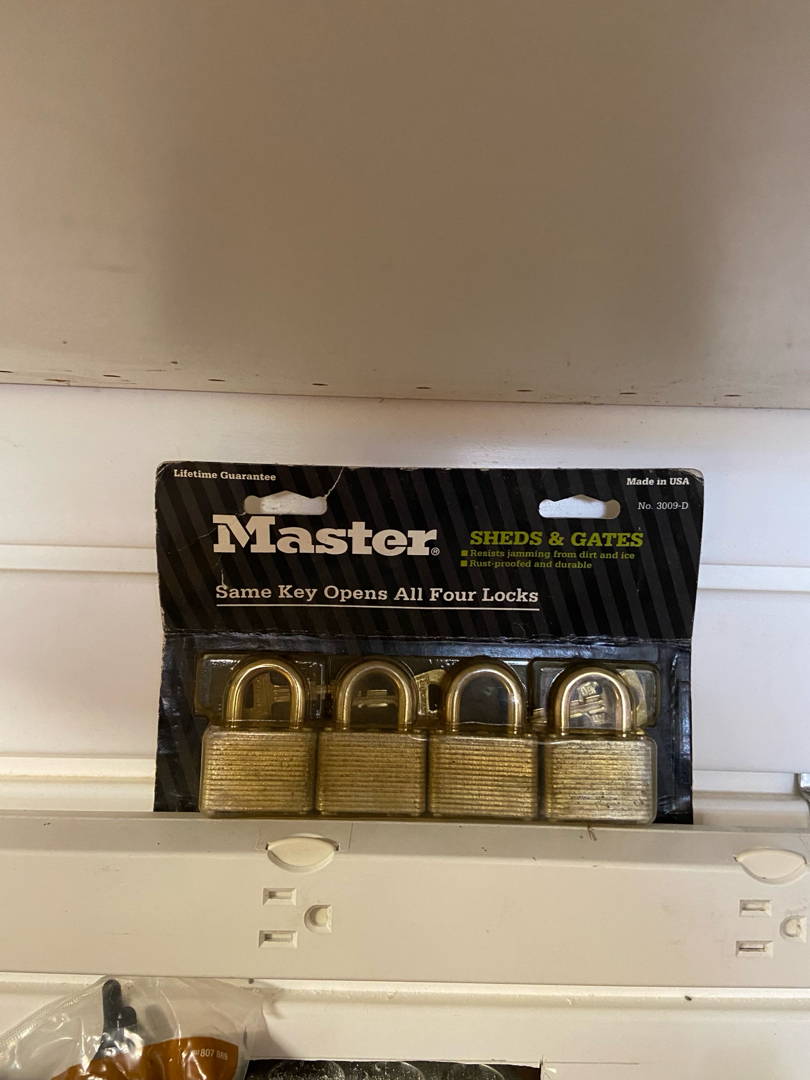 Lifetime Guarantee
Made in USA
No. 3009-D
Master®
SHEDS & GATES
Resists jamming from dirt and ice
Rust-proofed and durable
Same Key Opens All Four Locks